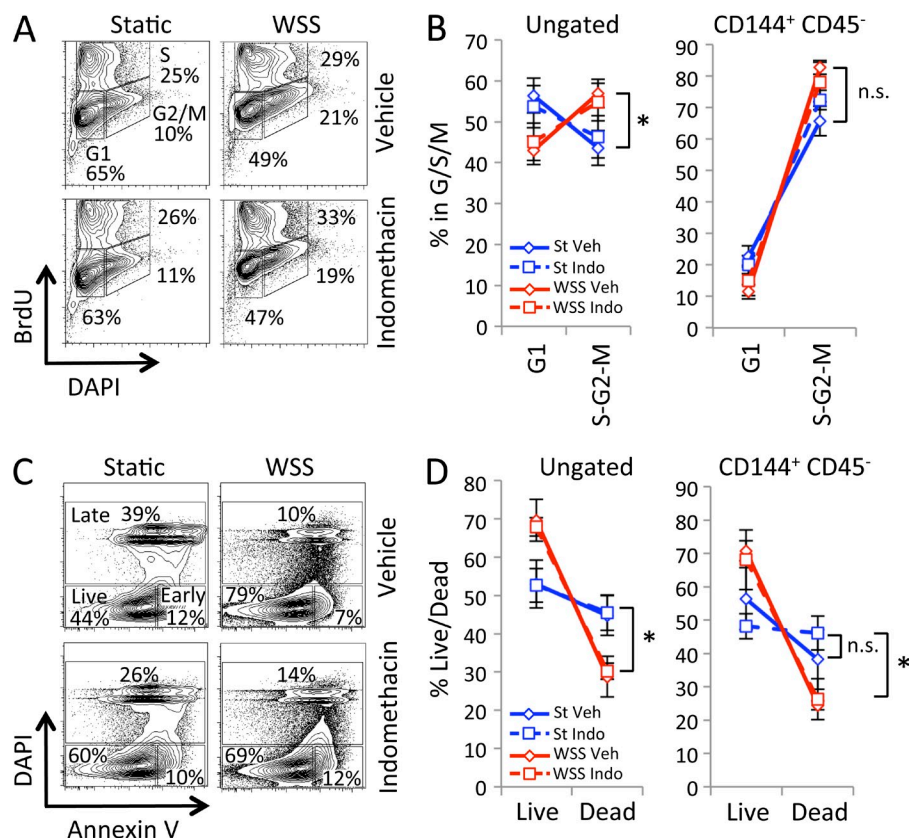 A
Static
WSS
S
25%
G2/M
10%
G1
65%
29%
21%
49%
Vehicle
26%
11%
63%
33%
19%
47%
Indomethacin
BrdU
DAPI
B
Ungated
CD144⁺ CD45⁻
% in G/S/M
70
60
50
40
30
20
10
0
*
St Veh
St Indo
WSS Veh
WSS Indo
G1
S-G2-M
90
80
70
60
50
40
30
20
10
0
n.s.
G1
S-G2-M
C
Static
WSS
Late
39%
Live
44%
Early
12%
10%
79%
7%
Vehicle
26%
60%
10%
14%
69%
12%
Indomethacin
DAPI
Annexin V
D
Ungated
CD144⁺ CD45⁻
% Live/Dead
80
70
60
50
40
30
20
10
0
*
St Veh
St Indo
WSS Veh
WSS Indo
Live
Dead
90
80
70
60
50
40
30
20
10
0
n.s.
*
Live
Dead